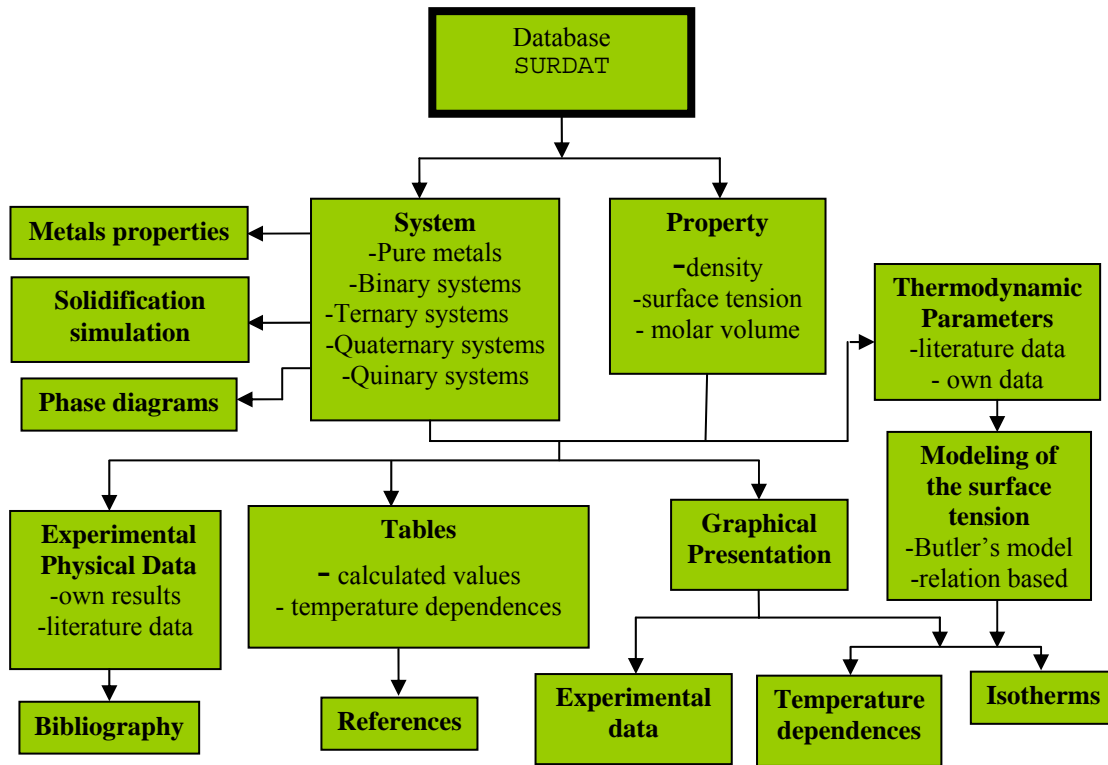 Database
SURDAT
System
-Pure metals
-Binary systems
-Ternary systems
-Quaternary systems
-Quinary systems
Property
-density
-surface tension
- molar volume
Metals properties
Solidification
simulation
Phase diagrams
Thermodynamic
Parameters
-literature data
- own data
Modeling of
the surface
tension
-Butler’s model
-relation based
Experimental
Physical Data
-own results
-literature data
Tables
- calculated values
- temperature dependences
Graphical
Presentation
Bibliography
References
Experimental
data
Temperature
dependences
Isotherms